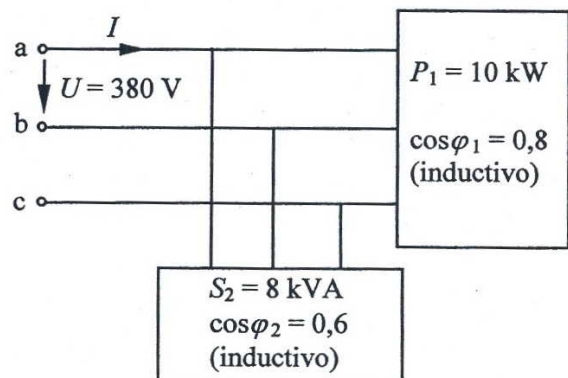 I
a
U = 380 V
b
c
P₁ = 10 kW
cosφ₁ = 0,8
(inductivo)
S₂ = 8 kVA
cosφ₂ = 0,6
(inductivo)